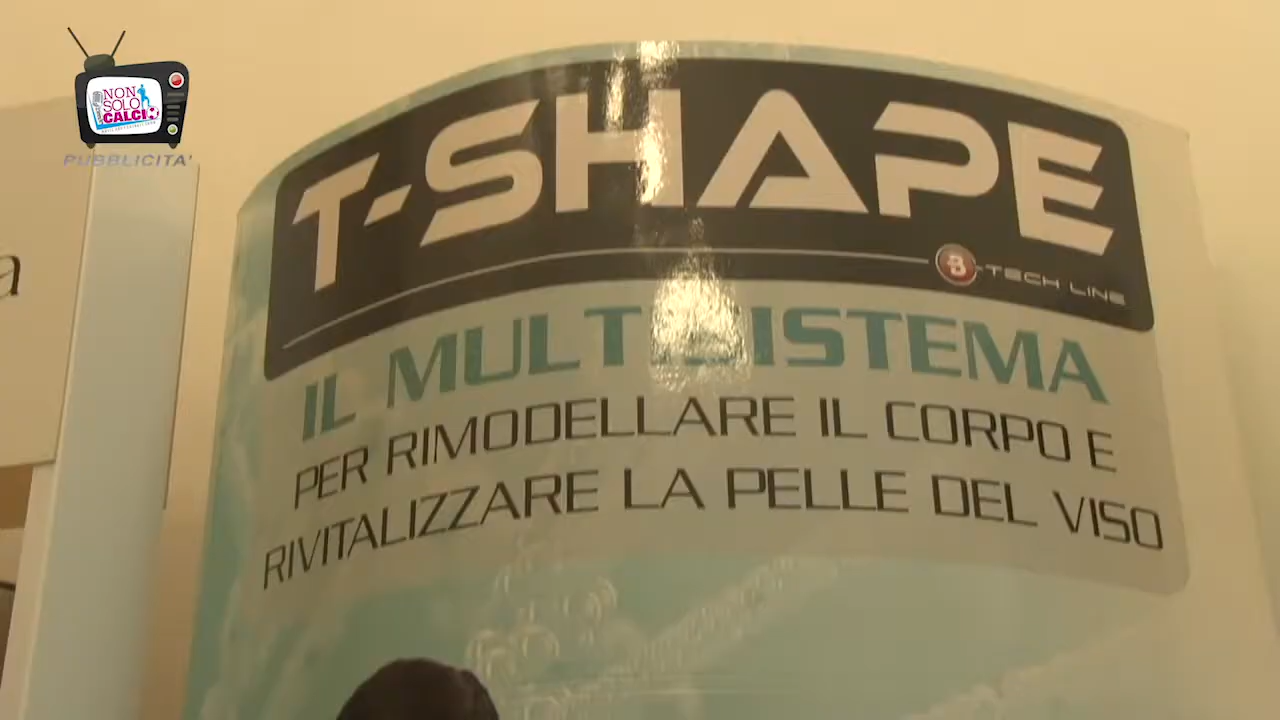 NON
SOLO
CALCIO
PUBBLICITA'
a
T-SHAPE
B-TECH LINE
IL MULTISISTEMA
PER RIMODELLARE IL CORPO E
RIVITALIZZARE LA PELLE DEL VISO